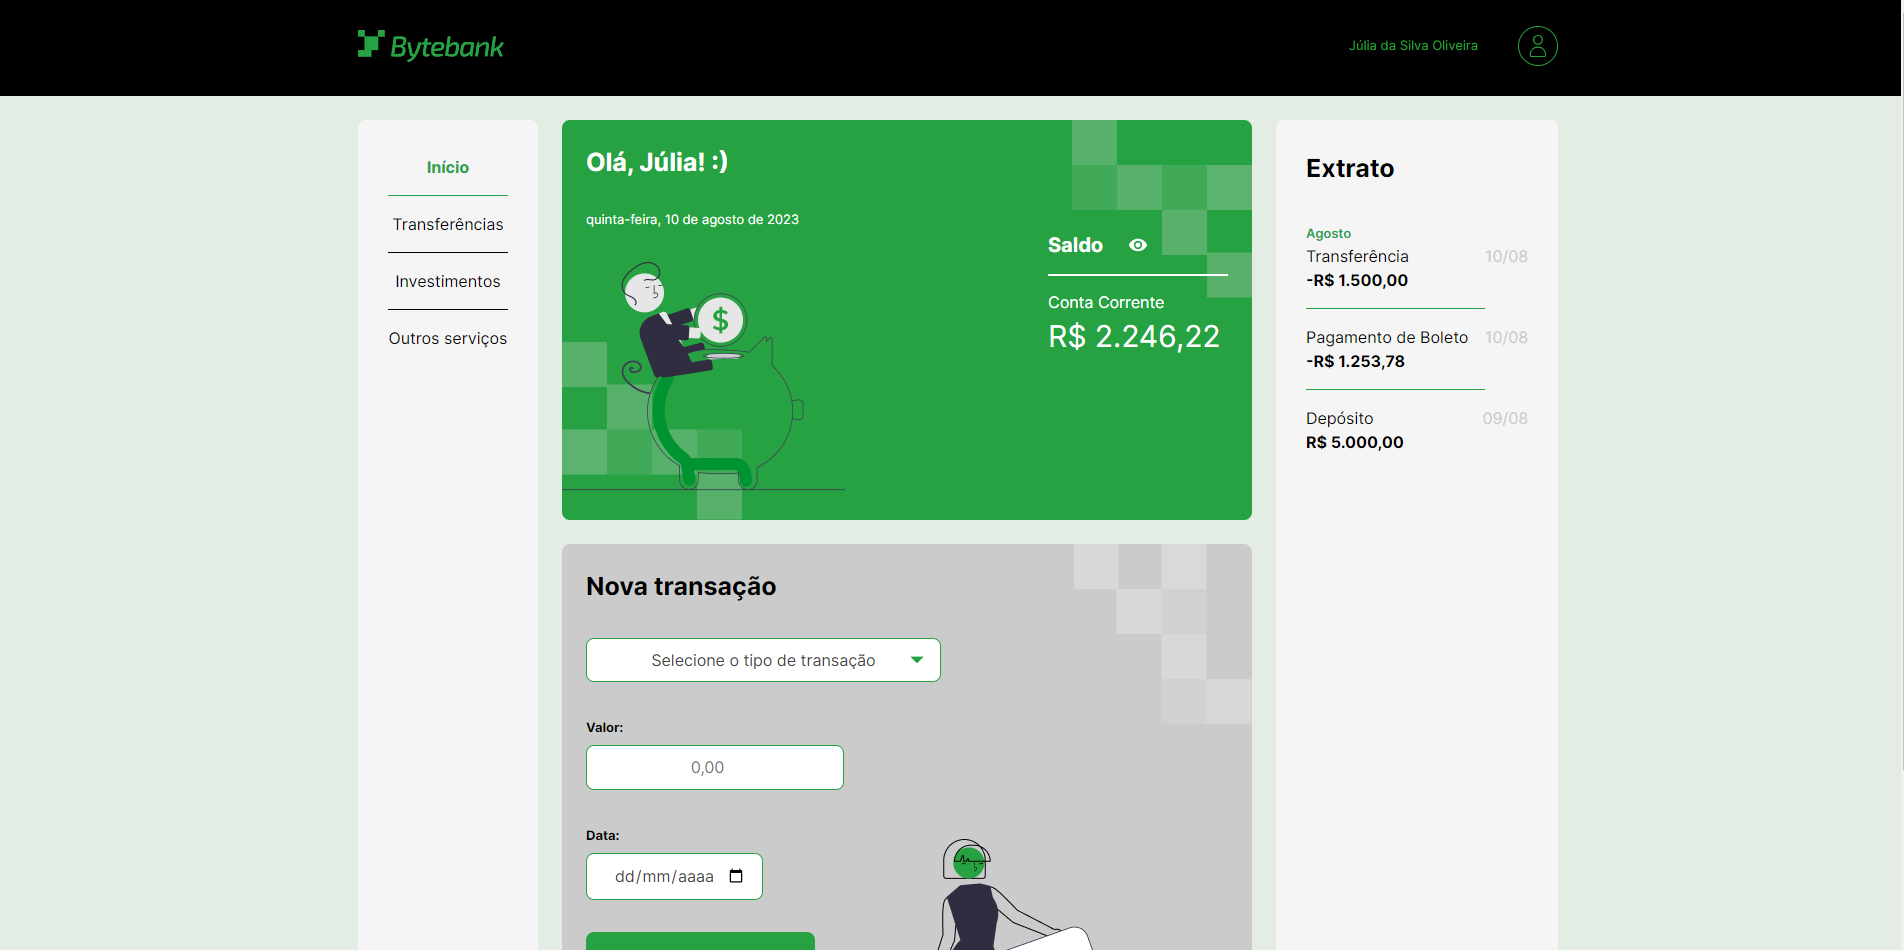 Bytebank
Júlia da Silva Oliveira
Início
Transferências
Investimentos
Outros serviços
Olá, Júlia! :)
quinta-feira, 10 de agosto de 2023
Saldo
Conta Corrente
R$ 2.246,22
$
Nova transação
Selecione o tipo de transação
Valor:
0,00
Data:
dd/mm/aaaa
Extrato
Agosto
Transferência 10/08
-R$ 1.500,00
Pagamento de Boleto 10/08
-R$ 1.253,78
Depósito 09/08
R$ 5.000,00